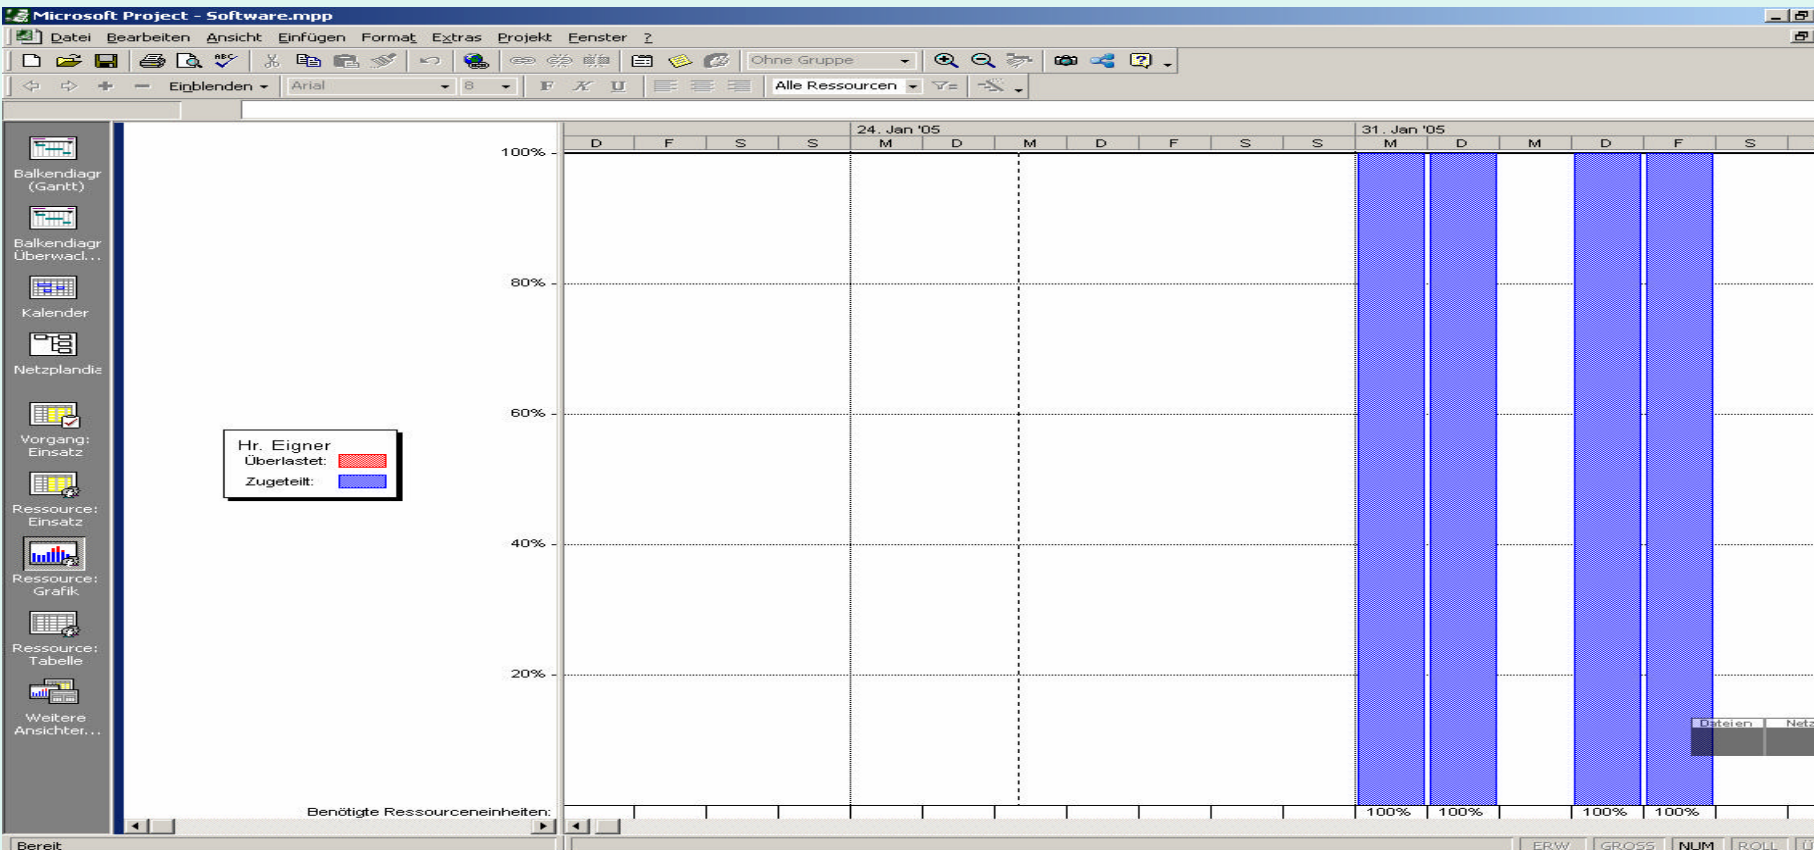 Microsoft Project - Software.mpp
Datei Bearbeiten Ansicht Einfügen Format Extras Projekt Fenster ?
Ohne Gruppe
Einblenden Arial 8 F K U Alle Ressourcen
24. Jan '05 31. Jan '05
D F S S M D M D F S S M D M D F S
Balkendiagr
(Gantt)
Balkendiagr
Überwacl...
Kalender
Netzplandia
Vorgang:
Einsatz
Ressource:
Einsatz
Ressource:
Grafik
Ressource:
Tabelle
Weitere
Ansichter...
100%
80%
60%
40%
20%
Hr. Eigner
Überlastet:
Zugeteilt:
Dateien Netz
Benötigte Ressourceneinheiten: 100% 100% 100% 100%
Bereit ERW GROSS NUM ROLL Ü